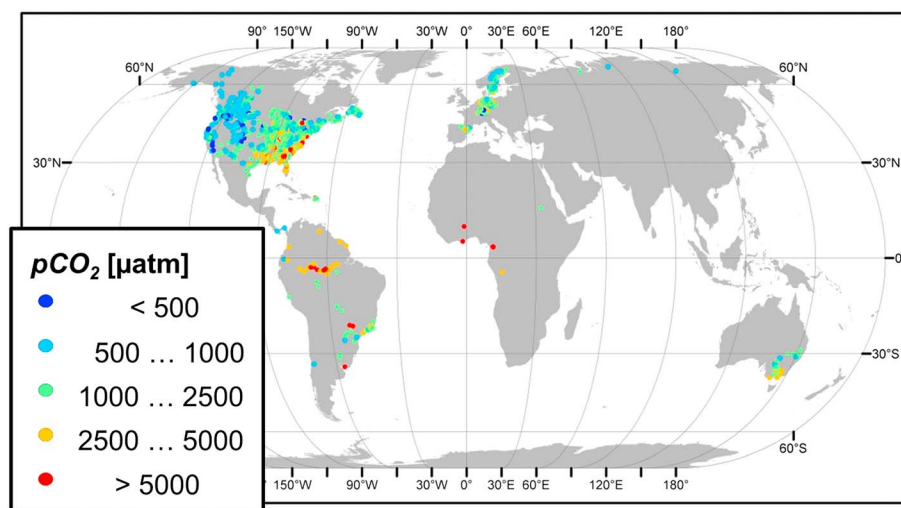 90° 150°W 90°W 30°W 0° 30°E 60°E 120°E 180°
60°N 60°N
30°N 30°N
0°
30°S
60°S
150°W 90°W 30°W 0° 30°E 60°E 120°E 180°
pCO₂ [µatm]
< 500
500 … 1000
1000 … 2500
2500 … 5000
> 5000